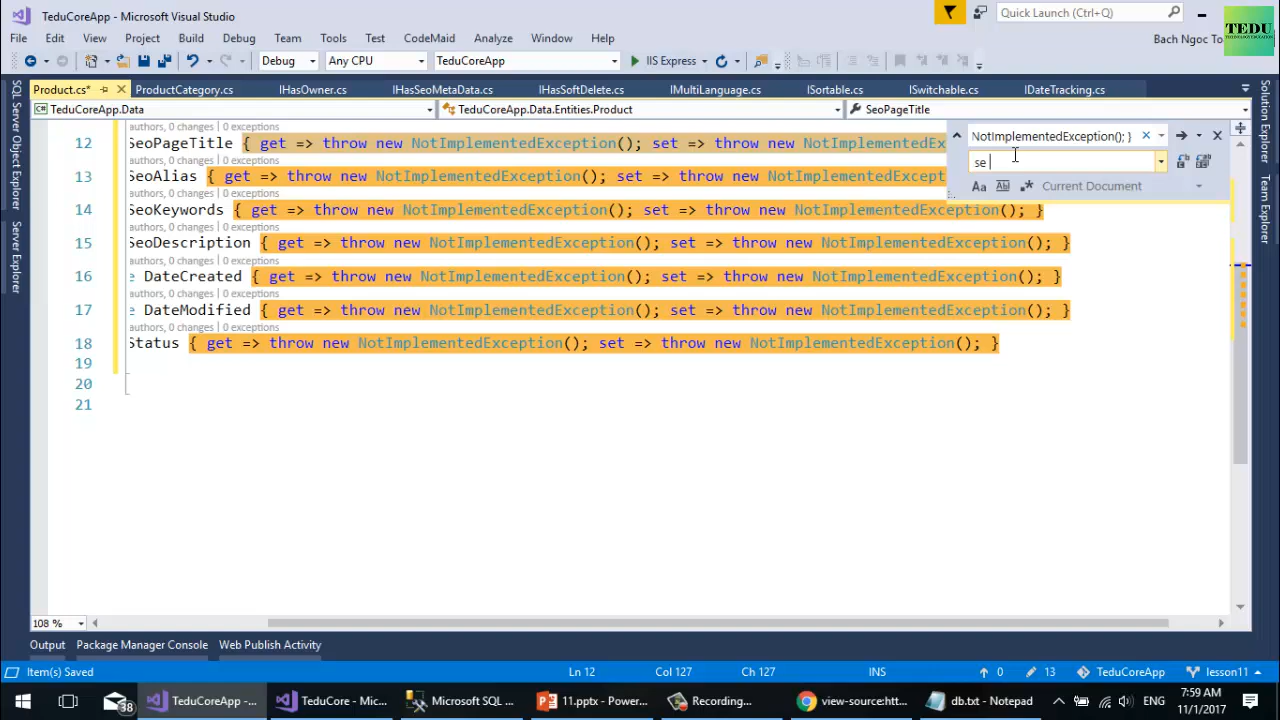 TeduCoreApp - Microsoft Visual Studio
Quick Launch (Ctrl+Q)
TEDU
File Edit View Project Build Debug Team Tools Test CodeMaid Analyze Window Help
Bach Ngoc To
Debug Any CPU TeduCoreApp IIS Express
Product.cs* ProductCategory.cs IHasOwner.cs IHasSeoMetaData.cs IHasSoftDelete.cs IMultiLanguage.cs ISortable.cs ISwitchable.cs IDateTracking.cs
TeduCoreApp.Data TeduCoreApp.Data.Entities.Product SeoPageTitle
authors, 0 changes | 0 exceptions
NotImplementedException(); }
12 SeoPageTitle { get => throw new NotImplementedException(); set => throw new NotImplementedEx
se
authors, 0 changes | 0 exceptions
13 SeoAlias { get => throw new NotImplementedException(); set => throw new NotImplementedExcept
Aa Ab Current Document
authors, 0 changes | 0 exceptions
14 SeoKeywords { get => throw new NotImplementedException(); set => throw new NotImplementedException(); }
authors, 0 changes | 0 exceptions
15 SeoDescription { get => throw new NotImplementedException(); set => throw new NotImplementedException(); }
authors, 0 changes | 0 exceptions
16 e DateCreated { get => throw new NotImplementedException(); set => throw new NotImplementedException(); }
authors, 0 changes | 0 exceptions
17 e DateModified { get => throw new NotImplementedException(); set => throw new NotImplementedException(); }
authors, 0 changes | 0 exceptions
18 Status { get => throw new NotImplementedException(); set => throw new NotImplementedException(); }
19
20
21
SQL Server Object Explorer
Server Explorer
Solution Explorer
Team Explorer
108 %
Output Package Manager Console Web Publish Activity
Item(s) Saved Ln 12 Col 127 Ch 127 INS 0 13 TeduCoreApp lesson11
38 TeduCoreApp -... TeduCore - Mic... Microsoft SQL ... 11.pptx - Power... Recording... view-source:htt... db.txt - Notepad ENG
7:59 AM
11/1/2017